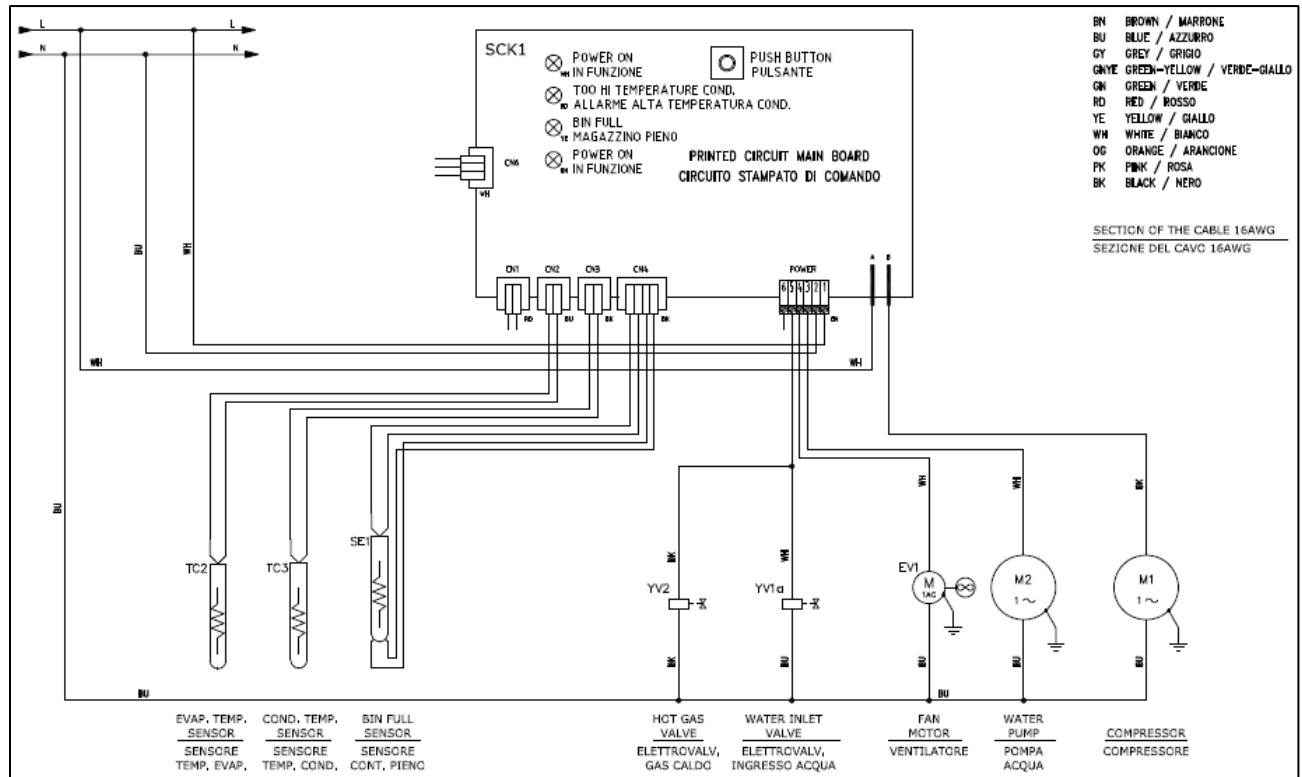 L
L
N
N
SCK1
POWER ON
WH IN FUNZIONE
PUSH BUTTON
PULSANTE
TOO HI TEMPERATURE COND.
RD ALLARME ALTA TEMPERATURA COND.
BIN FULL
YE MAGAZZINO PIENO
POWER ON
GN IN FUNZIONE
PRINTED CIRCUIT MAIN BOARD
CIRCUITO STAMPATO DI COMANDO
CN6
WH
BN BROWN / MARRONE
BU BLUE / AZZURRO
GY GREY / GRIGIO
GNYE GREEN-YELLOW / VERDE-GIALLO
GN GREEN / VERDE
RD RED / ROSSO
YE YELLOW / GIALLO
WH WHITE / BIANCO
OG ORANGE / ARANCIONE
PK PINK / ROSA
BK BLACK / NERO
SECTION OF THE CABLE 16AWG
SEZIONE DEL CAVO 16AWG
BU
WH
CN1
CN2
CN3
CN4
POWER
A
B
6 5 4 3 2 1
RD
BU
BK
BK
GN
WH
WH
BU
WH
WH
BK
TC2
TC3
SE1
BK
WH
YV2
YV1a
EV1
M
1AC
M2
1 ~
M1
1 ~
BK
BU
BU
BU
BU
BU
BU
EVAP. TEMP.
SENSOR
SENSORE
TEMP. EVAP.
COND. TEMP.
SENSOR
SENSORE
TEMP. COND.
BIN FULL
SENSOR
SENSORE
CONT. PIENO
HOT GAS
VALVE
ELETTROVALV.
GAS CALDO
WATER INLET
VALVE
ELETTROVALV.
INGRESSO ACQUA
FAN
MOTOR
VENTILATORE
WATER
PUMP
POMPA
ACQUA
COMPRESSOR
COMPRESSORE